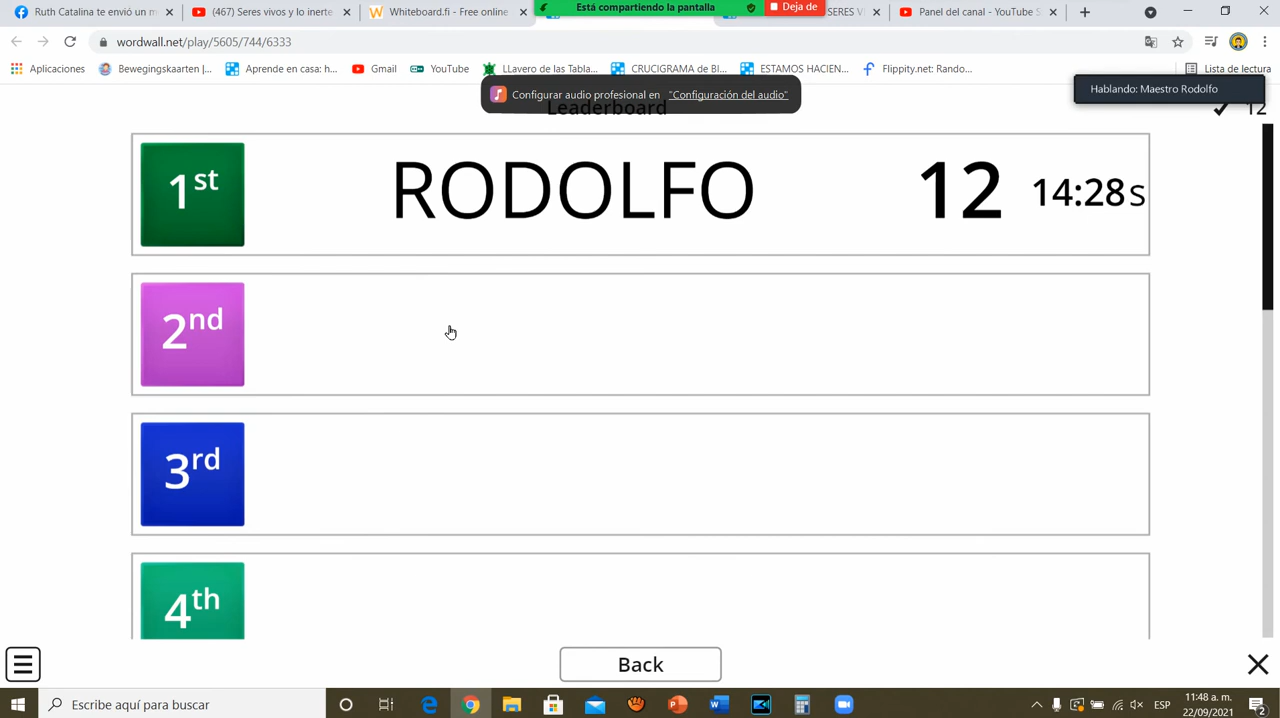 Ruth Catalina te envió un m
(467) Seres vivos y lo inerte
Whiteboard.fi - Free online
Está compartiendo la pantalla
Deja de
SERES V
Panel del canal - YouTube S
wordwall.net/play/5605/744/6333
Aplicaciones
Bewegingskaarten |...
Aprende en casa: h...
Gmail
YouTube
LLavero de las Tabla...
CRUCIGRAMA de BI...
ESTAMOS HACIEN...
Flippity.net: Rando...
Lista de lectura
Configurar audio profesional en "Configuración del audio"
Hablando: Maestro Rodolfo
Leaderboard
12
1st RODOLFO 12 14:28s
2nd
3rd
4th
Back
Escribe aquí para buscar
ESP
11:48 a. m.
22/09/2021
2